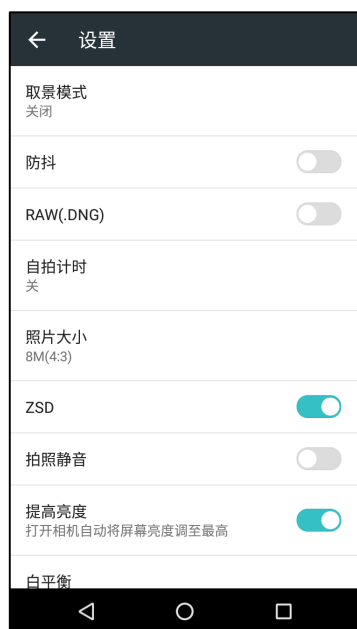 设置
取景模式
关闭
防抖
RAW(.DNG)
自拍计时
关
照片大小
8M(4:3)
ZSD
拍照静音
提高亮度
打开相机自动将屏幕亮度调至最高
白平衡